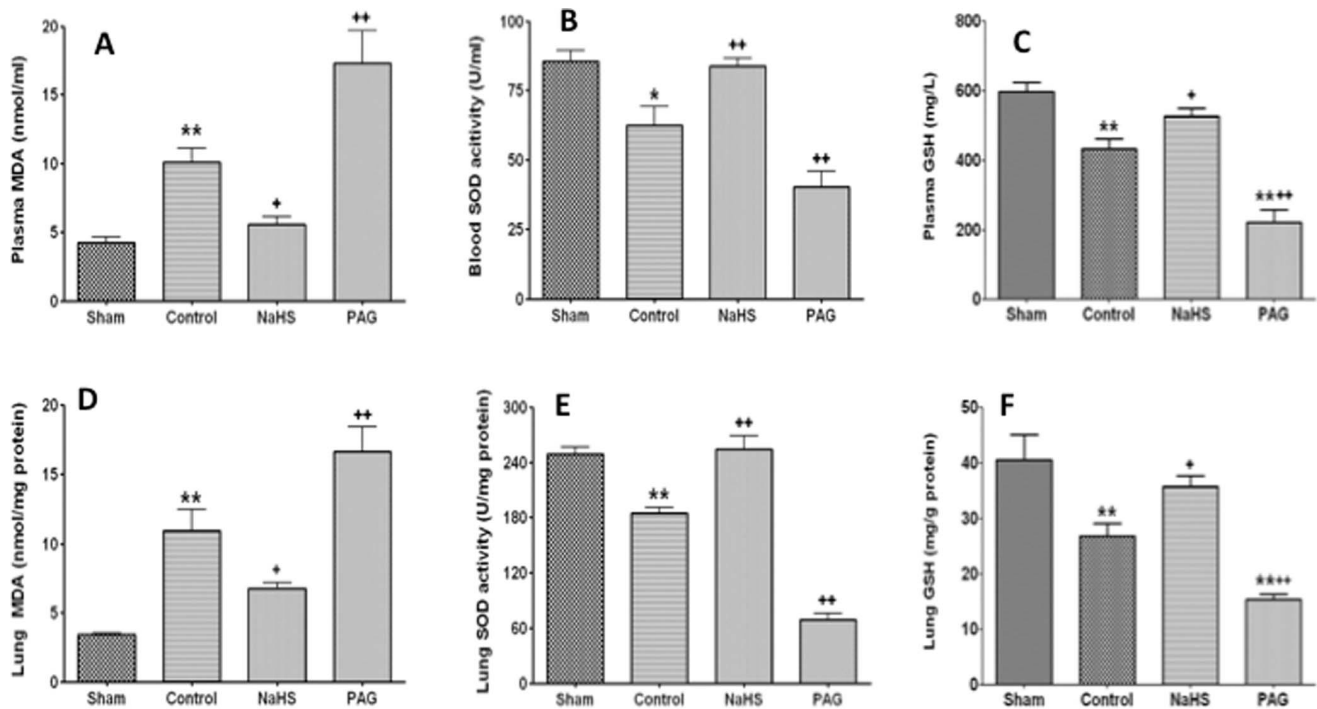 A
Plasma MDA (nmol/ml)
20
15
10
5
0
**
+
++
Sham Control NaHS PAG
B
Blood SOD acitivity (U/ml)
100
75
50
25
0
*
++
++
Sham Control NaHS PAG
C
Plasma GSH (mg/L)
800
600
400
200
0
**
+
**++
Sham Control NaHS PAG
D
Lung MDA (nmol/mg protein)
20
15
10
5
0
**
+
++
Sham Control NaHS PAG
E
Lung SOD activity (U/mg protein)
300
240
180
120
60
0
**
++
++
Sham Control NaHS PAG
F
Lung GSH (mg/g protein)
50
40
30
20
10
0
**
+
**++
Sham Control NaHS PAG